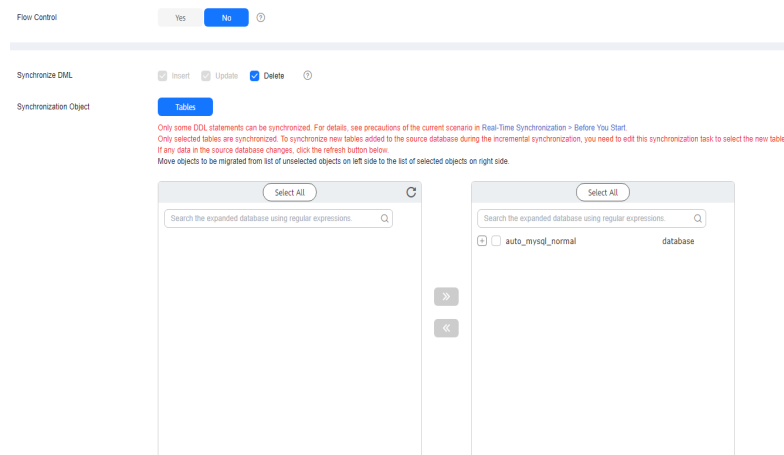 Flow Control Yes No ?
Synchronize DML Insert Update Delete ?
Synchronization Object Tables
Only some DDL statements can be synchronized. For details, see precautions of the current scenario in Real-Time Synchronization > Before You Start.
Only selected tables are synchronized. To synchronize new tables added to the source database during the incremental synchronization, you need to edit this synchronization task to select the new table
If any data in the source database changes, click the refresh button below.
Move objects to be migrated from list of unselected objects on left side to the list of selected objects on right side.
Select All Select All
Search the expanded database using regular expressions. Search the expanded database using regular expressions.
auto_mysql_normal database